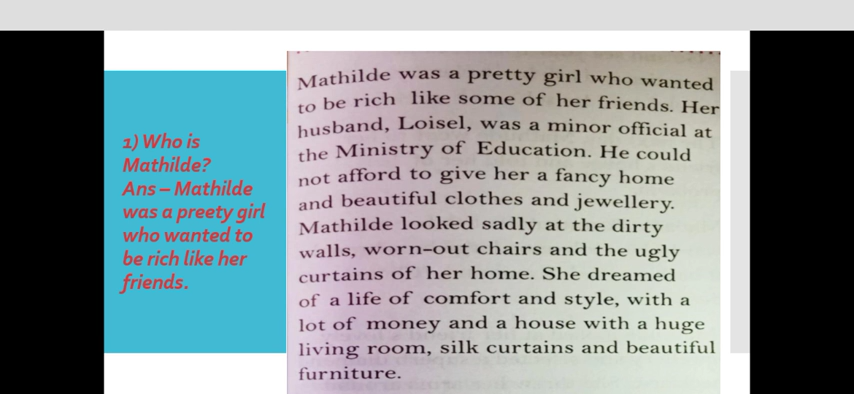 1) Who is
Mathilde?
Ans – Mathilde
was a preety girl
who wanted to
be rich like her
friends.
Mathilde was a pretty girl who wanted
to be rich like some of her friends. Her
husband, Loisel, was a minor official at
the Ministry of Education. He could
not afford to give her a fancy home
and beautiful clothes and jewellery.
Mathilde looked sadly at the dirty
walls, worn-out chairs and the ugly
curtains of her home. She dreamed
of a life of comfort and style, with a
lot of money and a house with a huge
living room, silk curtains and beautiful
furniture.